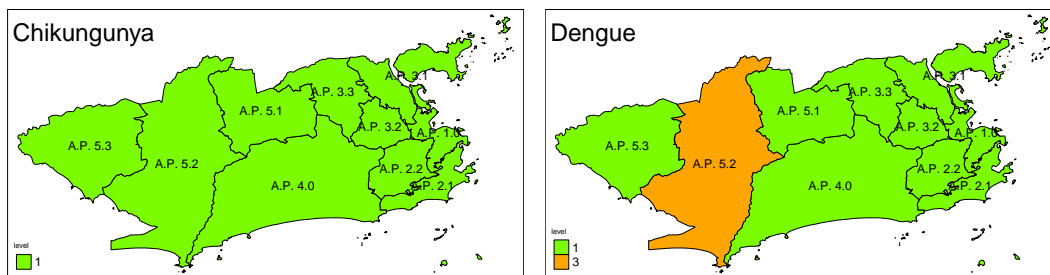 Chikungunya
A.P. 3.1
A.P. 3.3
A.P. 5.1
A.P. 3.2
A.P. 1.0
A.P. 5.3
A.P. 5.2
A.P. 2.2
A.P. 4.0
A.P. 2.1
level
1
Dengue
A.P. 3.1
A.P. 3.3
A.P. 5.1
A.P. 3.2
A.P. 1.0
A.P. 5.3
A.P. 5.2
A.P. 2.2
A.P. 4.0
A.P. 2.1
level
1
3